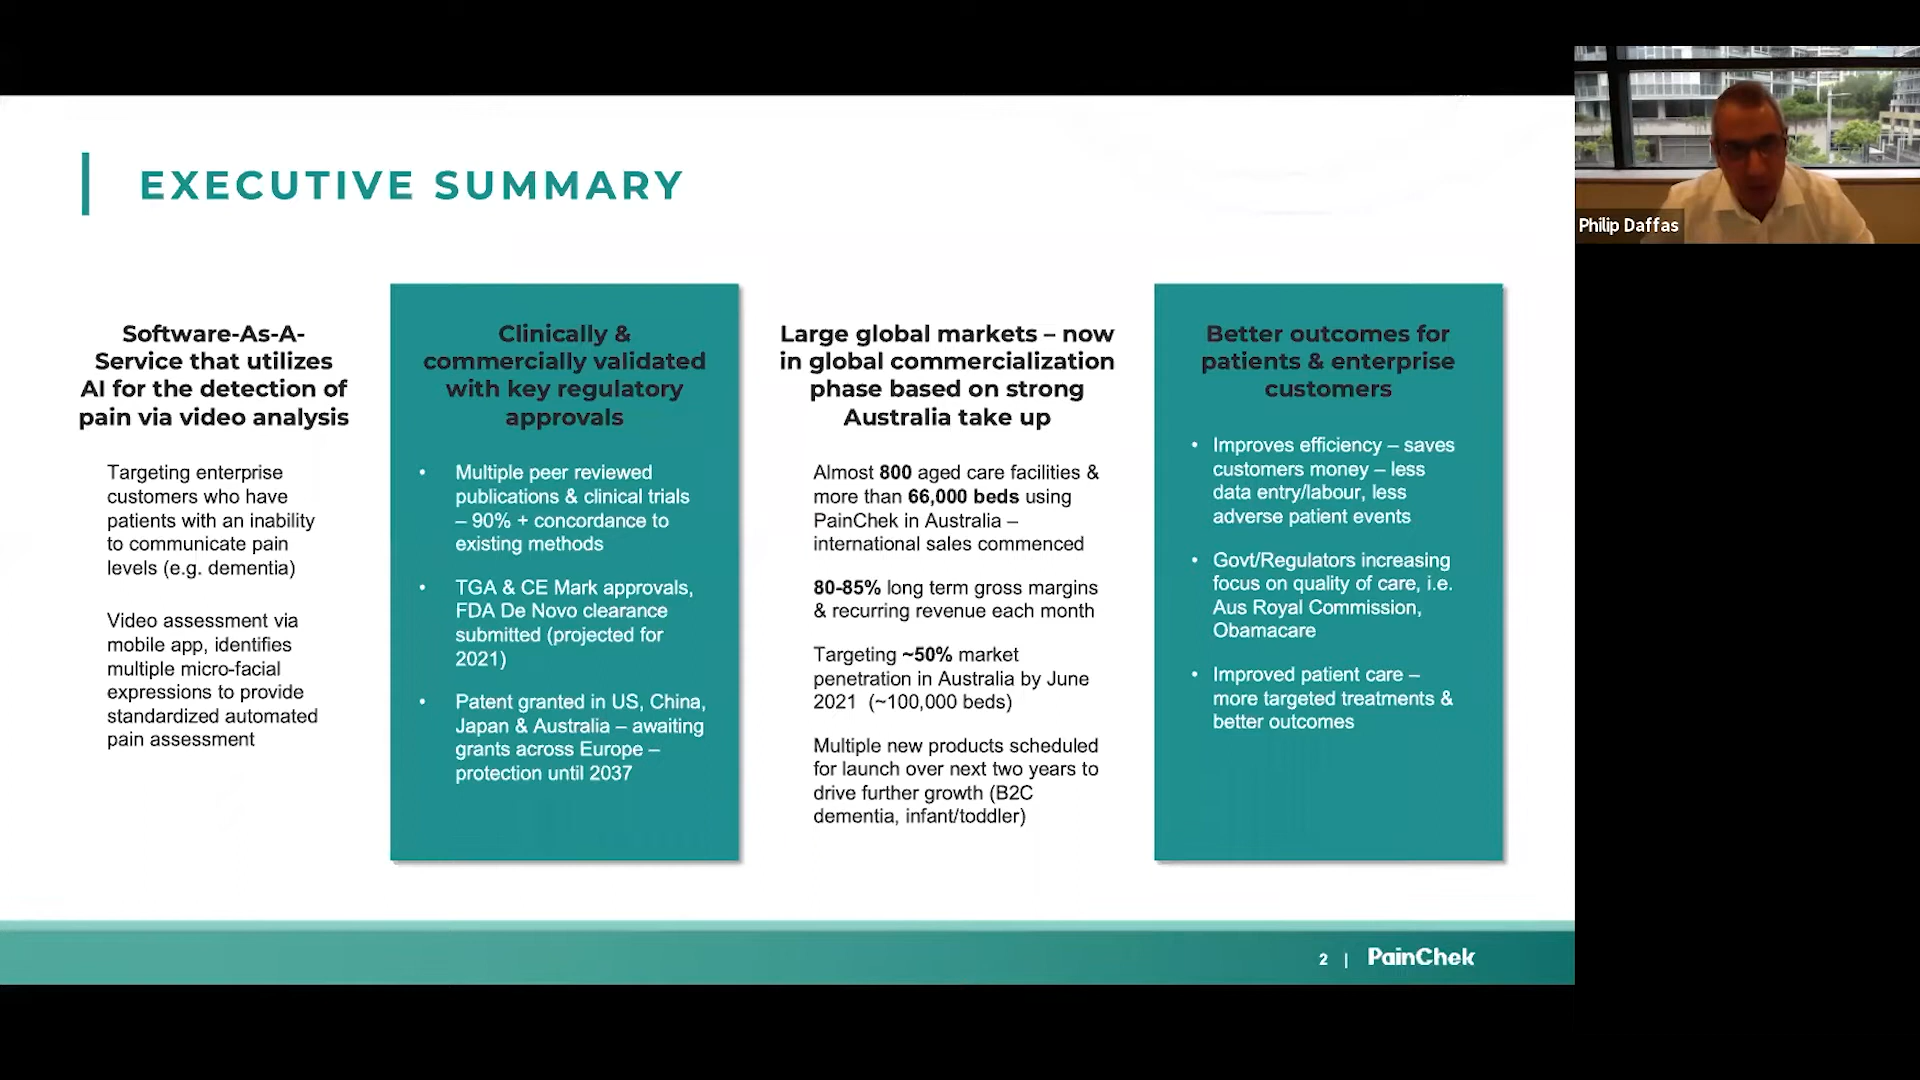 EXECUTIVE SUMMARY
Software-As-A-
Service that utilizes
AI for the detection of
pain via video analysis
Targeting enterprise
customers who have
patients with an inability
to communicate pain
levels (e.g. dementia)
Video assessment via
mobile app, identifies
multiple micro-facial
expressions to provide
standardized automated
pain assessment
Clinically &
commercially validated
with key regulatory
approvals
• Multiple peer reviewed
publications & clinical trials
– 90% + concordance to
existing methods
• TGA & CE Mark approvals,
FDA De Novo clearance
submitted (projected for
2021)
• Patent granted in US, China,
Japan & Australia – awaiting
grants across Europe –
protection until 2037
Large global markets – now
in global commercialization
phase based on strong
Australia take up
Almost 800 aged care facilities &
more than 66,000 beds using
PainChek in Australia –
international sales commenced
80-85% long term gross margins
& recurring revenue each month
Targeting ~50% market
penetration in Australia by June
2021 (~100,000 beds)
Multiple new products scheduled
for launch over next two years to
drive further growth (B2C
dementia, infant/toddler)
Better outcomes for
patients & enterprise
customers
• Improves efficiency – saves
customers money – less
data entry/labour, less
adverse patient events
• Govt/Regulators increasing
focus on quality of care, i.e.
Aus Royal Commission,
Obamacare
• Improved patient care –
more targeted treatments &
better outcomes
2 | PainChek
Philip Daffas